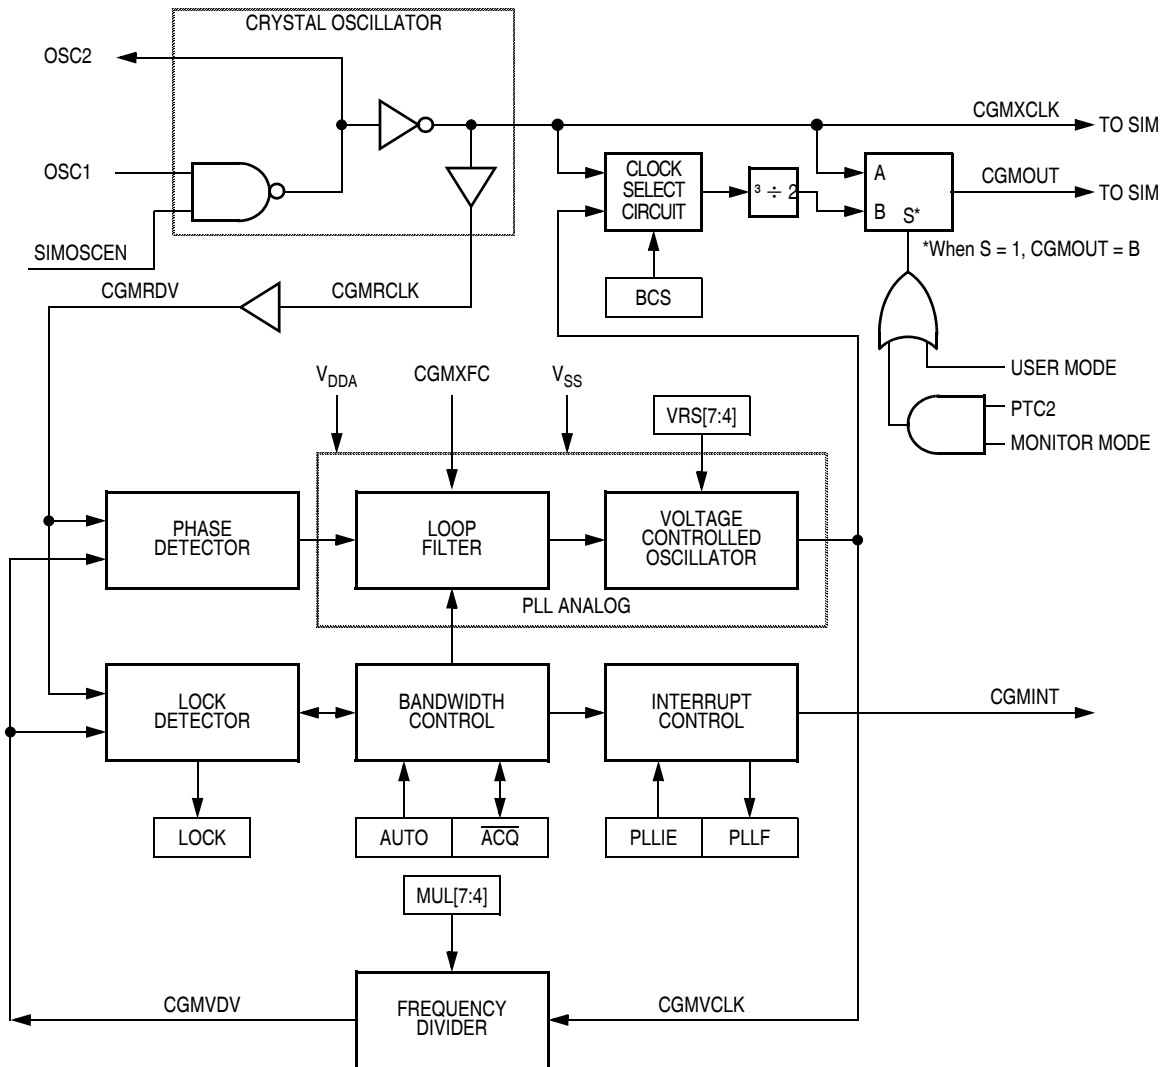 CRYSTAL OSCILLATOR
OSC2
CGMXCLK
TO SIM
OSC1
CLOCK
SELECT
CIRCUIT
³ ÷ 2
A
B S*
CGMOUT
TO SIM
SIMOSCEN
*When S = 1, CGMOUT = B
CGMRDV
CGMRCLK
BCS
USER MODE
PTC2
MONITOR MODE
VDDA
CGMXFC
VSS
VRS[7:4]
PHASE
DETECTOR
LOOP
FILTER
VOLTAGE
CONTROLLED
OSCILLATOR
PLL ANALOG
LOCK
DETECTOR
BANDWIDTH
CONTROL
INTERRUPT
CONTROL
CGMINT
LOCK
AUTO
ACQ
PLLIE
PLLF
MUL[7:4]
CGMVDV
FREQUENCY
DIVIDER
CGMVCLK